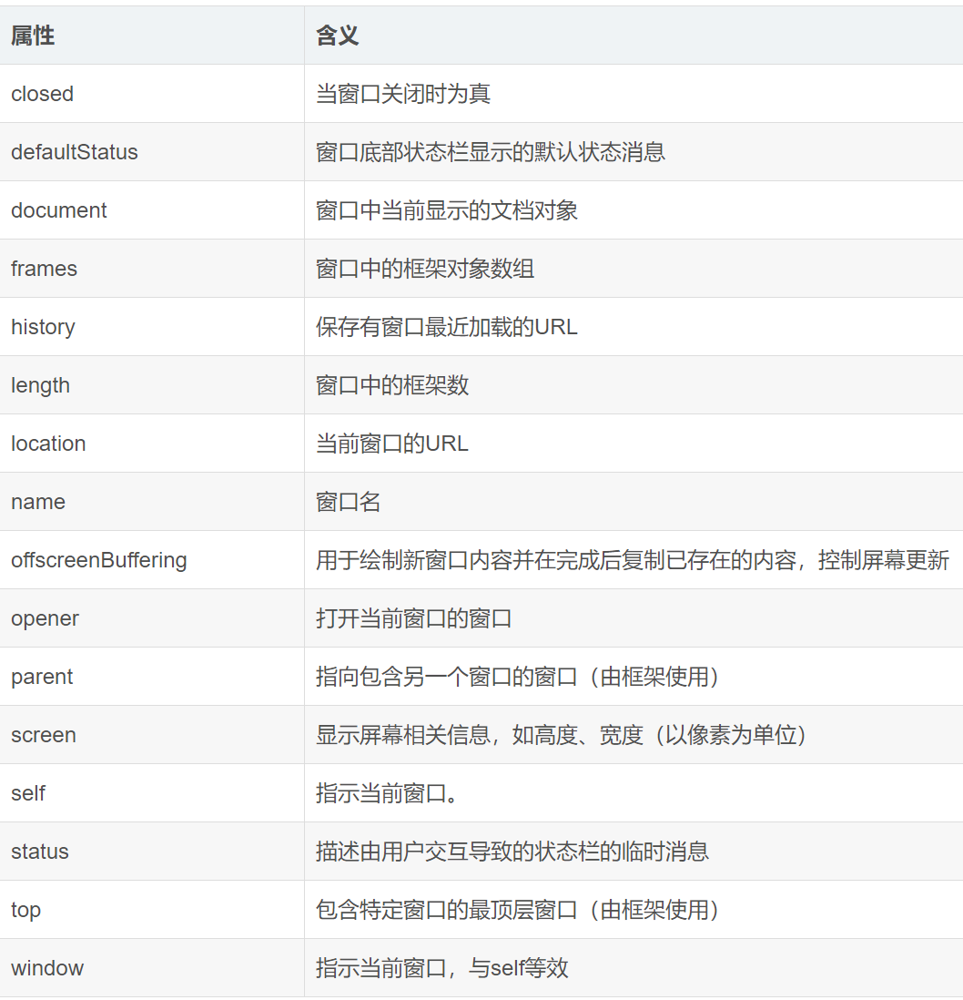 属性 含义
closed 当窗口关闭时为真
defaultStatus 窗口底部状态栏显示的默认状态消息
document 窗口中当前显示的文档对象
frames 窗口中的框架对象数组
history 保存有窗口最近加载的URL
length 窗口中的框架数
location 当前窗口的URL
name 窗口名
offscreenBuffering 用于绘制新窗口内容并在完成后复制已存在的内容，控制屏幕更新
opener 打开当前窗口的窗口
parent 指向包含另一个窗口的窗口（由框架使用）
screen 显示屏幕相关信息，如高度、宽度（以像素为单位）
self 指示当前窗口。
status 描述由用户交互导致的状态栏的临时消息
top 包含特定窗口的最顶层窗口（由框架使用）
window 指示当前窗口，与self等效